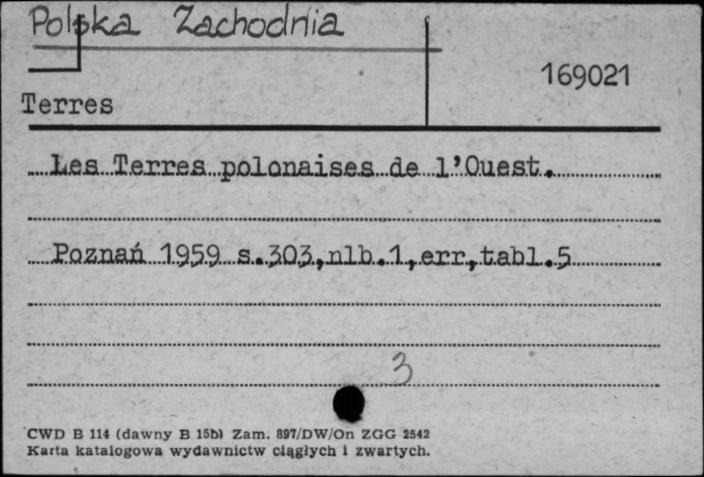 Polska Zachodnia
169021
Terres
Les Terres polonaises de l'Ouest.
Poznań 1959 s.303,nlb.1,err,tabl.5
3
CWD B 114 (dawny B 15b) Zam. 897/DW/On ZGG 2542
Karta katalogowa wydawnictw ciągłych i zwartych.